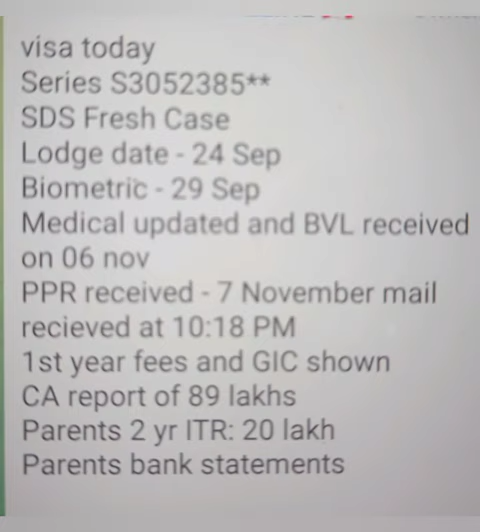 visa today
Series S3052385**
SDS Fresh Case
Lodge date - 24 Sep
Biometric - 29 Sep
Medical updated and BVL received
on 06 nov
PPR received - 7 November mail
recieved at 10:18 PM
1st year fees and GIC shown
CA report of 89 lakhs
Parents 2 yr ITR: 20 lakh
Parents bank statements